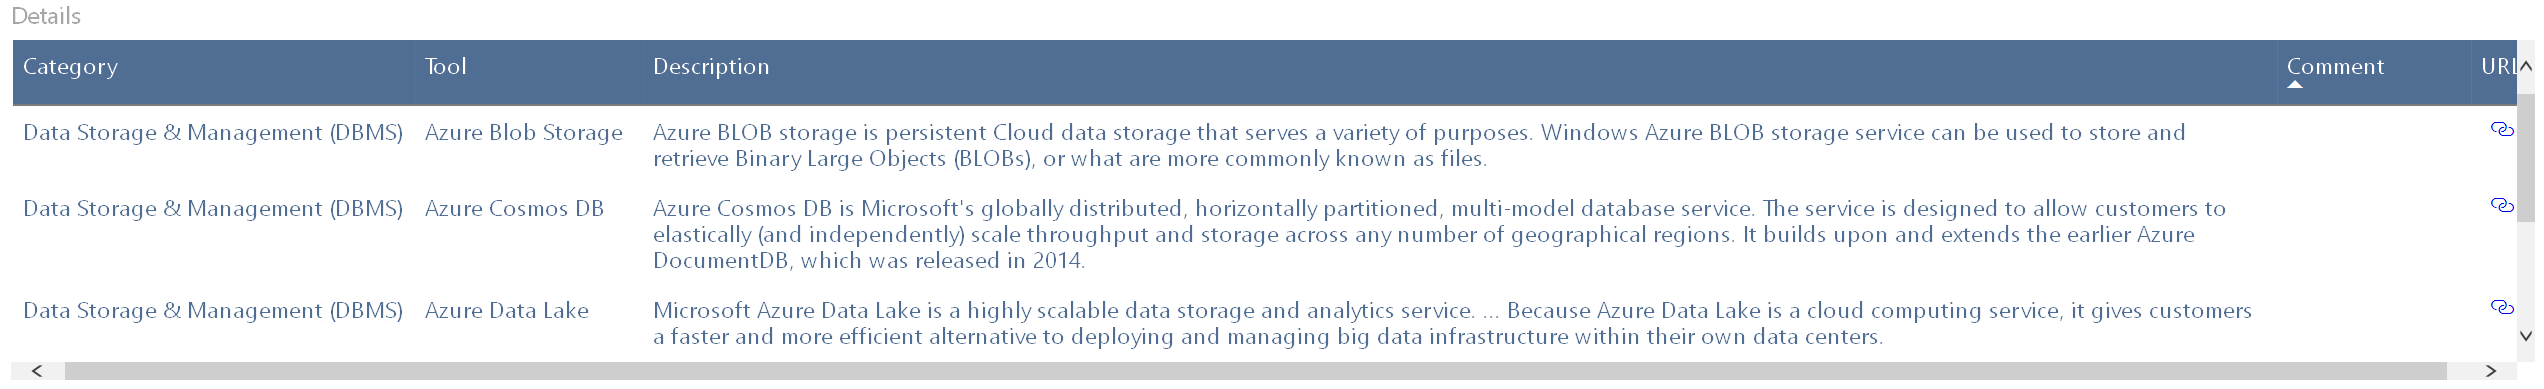 Details
Category Tool Description Comment URL
Data Storage & Management (DBMS) Azure Blob Storage Azure BLOB storage is persistent Cloud data storage that serves a variety of purposes. Windows Azure BLOB storage service can be used to store and
retrieve Binary Large Objects (BLOBs), or what are more commonly known as files.
Data Storage & Management (DBMS) Azure Cosmos DB Azure Cosmos DB is Microsoft's globally distributed, horizontally partitioned, multi-model database service. The service is designed to allow customers to
elastically (and independently) scale throughput and storage across any number of geographical regions. It builds upon and extends the earlier Azure
DocumentDB, which was released in 2014.
Data Storage & Management (DBMS) Azure Data Lake Microsoft Azure Data Lake is a highly scalable data storage and analytics service. ... Because Azure Data Lake is a cloud computing service, it gives customers
a faster and more efficient alternative to deploying and managing big data infrastructure within their own data centers.